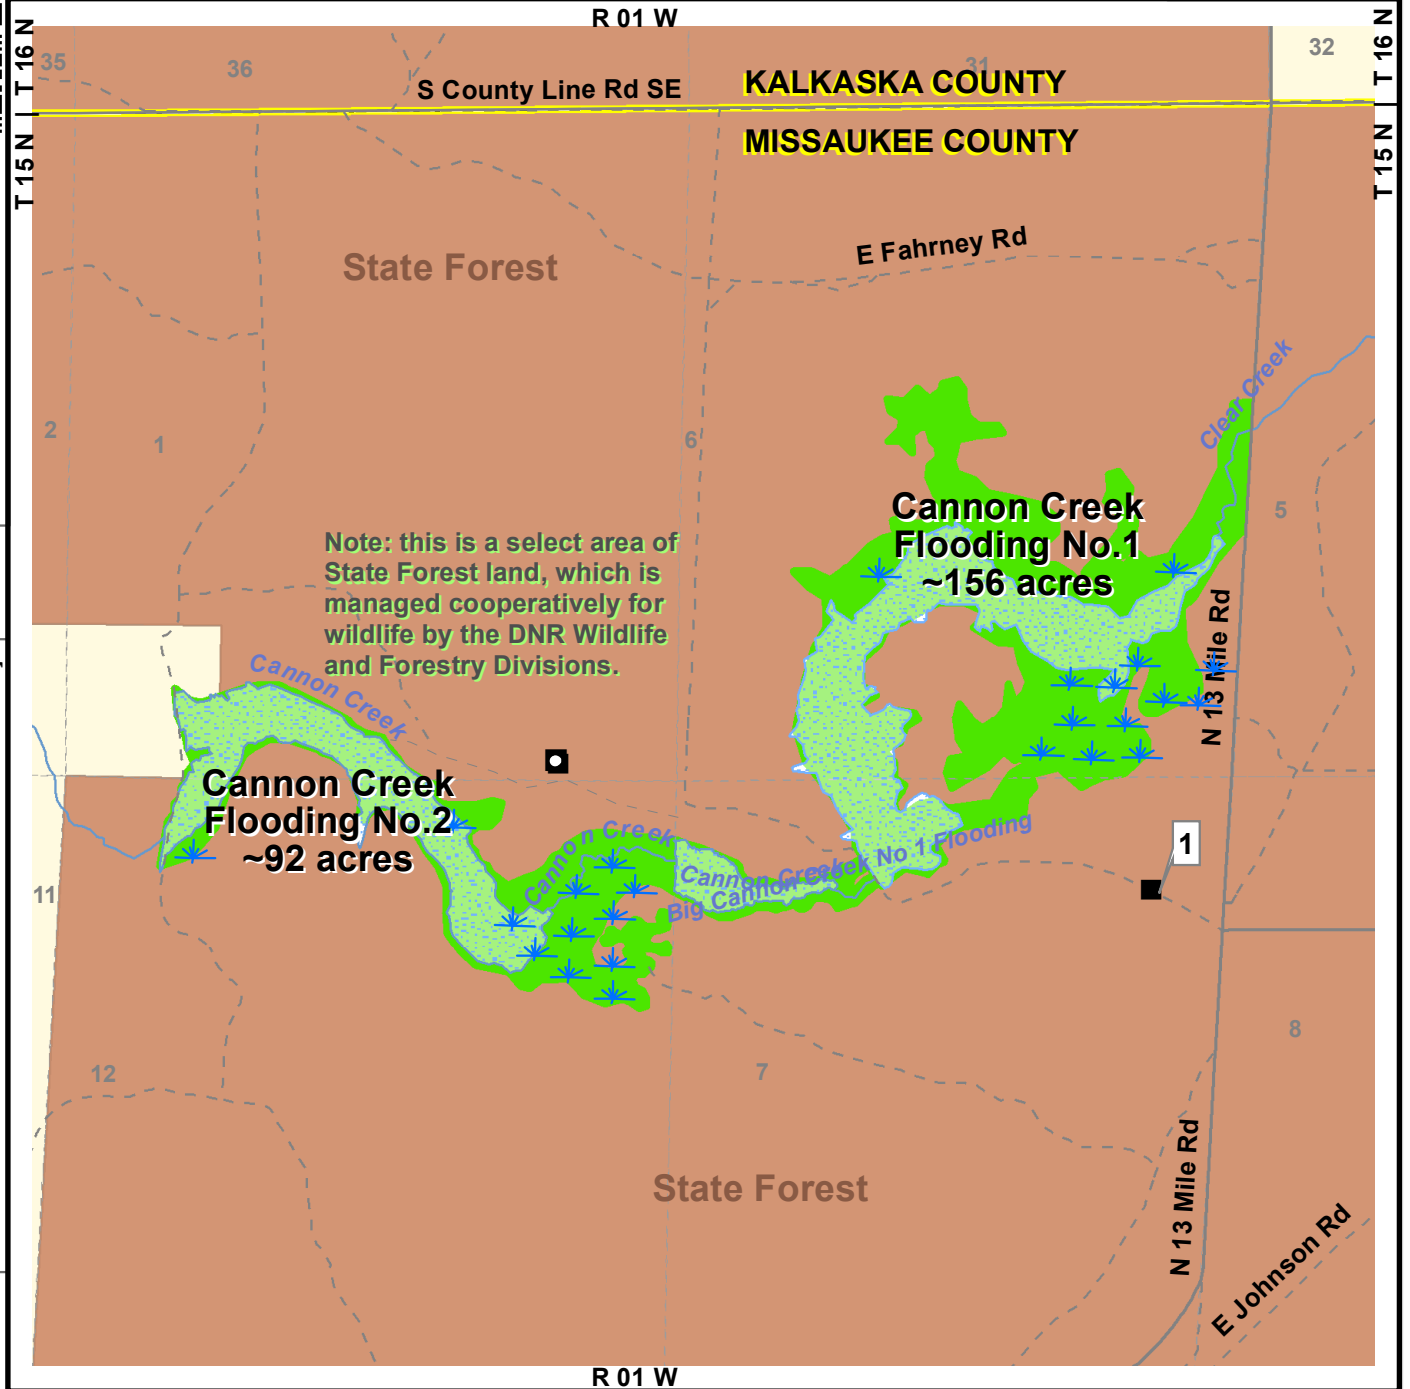 R 01 W
T 16 N
T 16 N
35
36
31
32
S County Line Rd SE
KALKASKA COUNTY
MISSAUKEE COUNTY
T 15 N
T 15 N
State Forest
E Fahrney Rd
Clear Creek
2
1
6
5
Cannon Creek
Flooding No.1
~156 acres
Note: this is a select area of
State Forest land, which is
managed cooperatively for
wildlife by the DNR Wildlife
and Forestry Divisions.
N 13 Mile Rd
Cannon Creek
Cannon Creek
Flooding No.2
~92 acres
Cannon Creek
Cannon Creek
Big Cannon Creek No 1 Flooding
1
11
12
7
8
State Forest
N 13 Mile Rd
E Johnson Rd
R 01 W